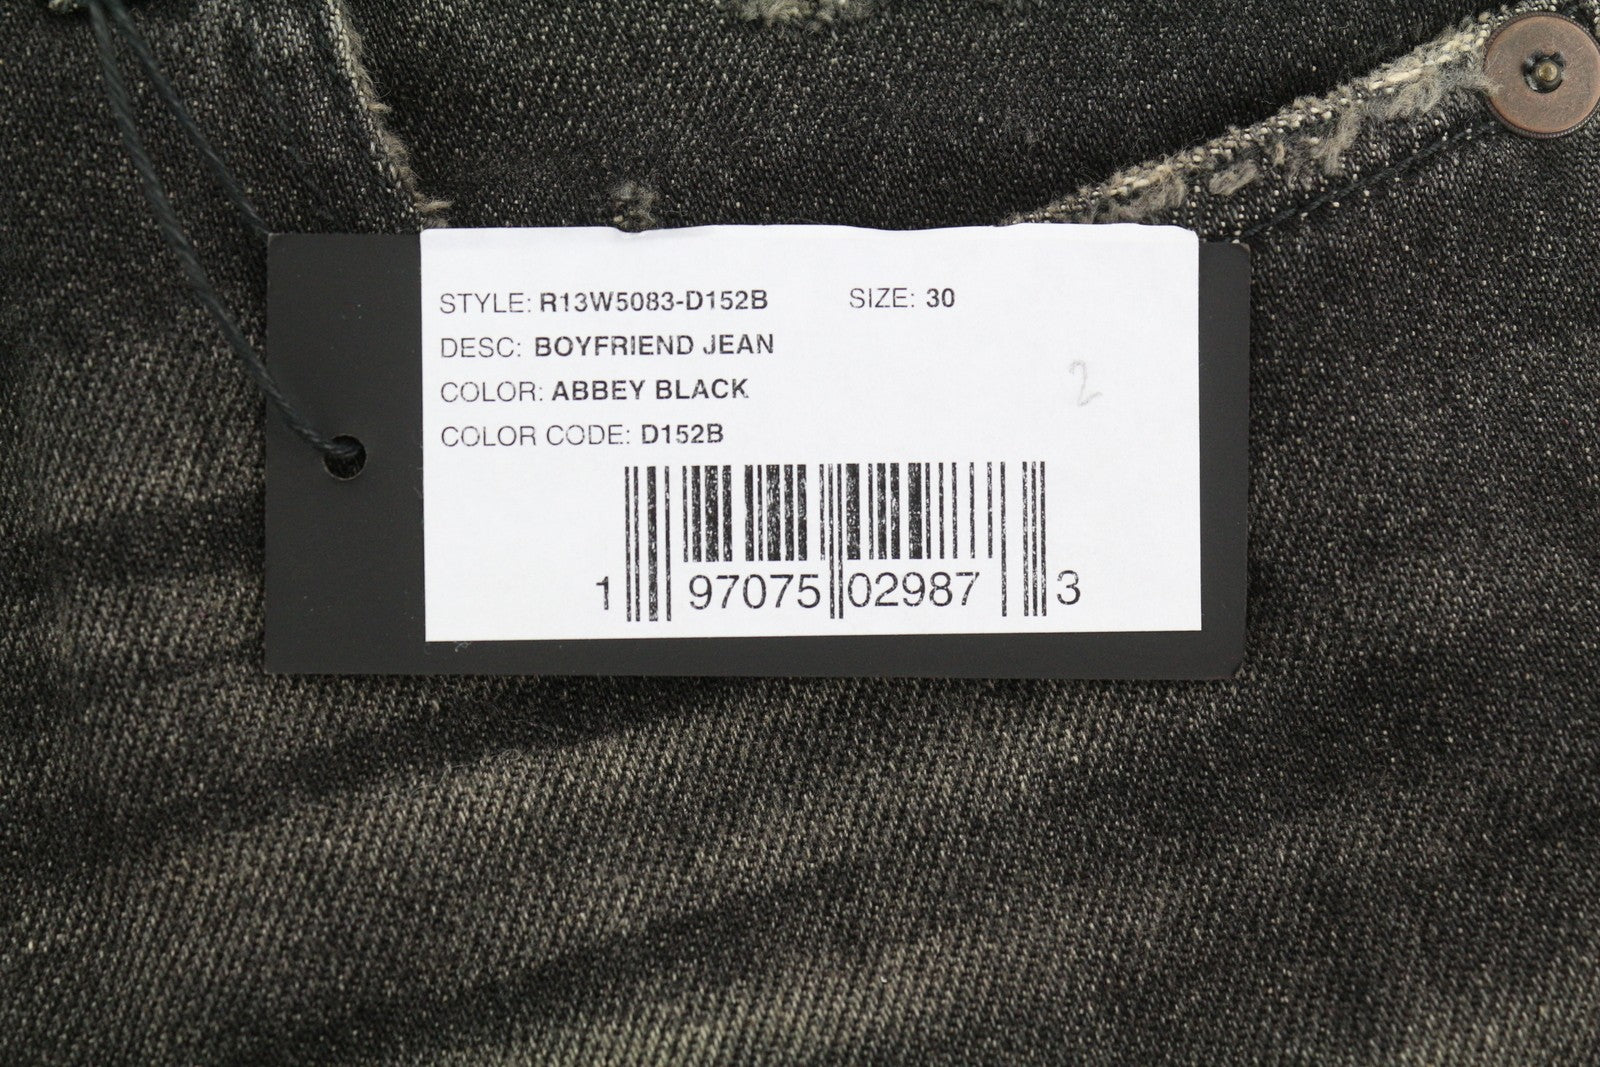 STYLE: R13W5083-D152B SIZE: 30
DESC: BOYFRIEND JEAN
COLOR: ABBEY BLACK
2
COLOR CODE: D152B
1 97075 02987 3